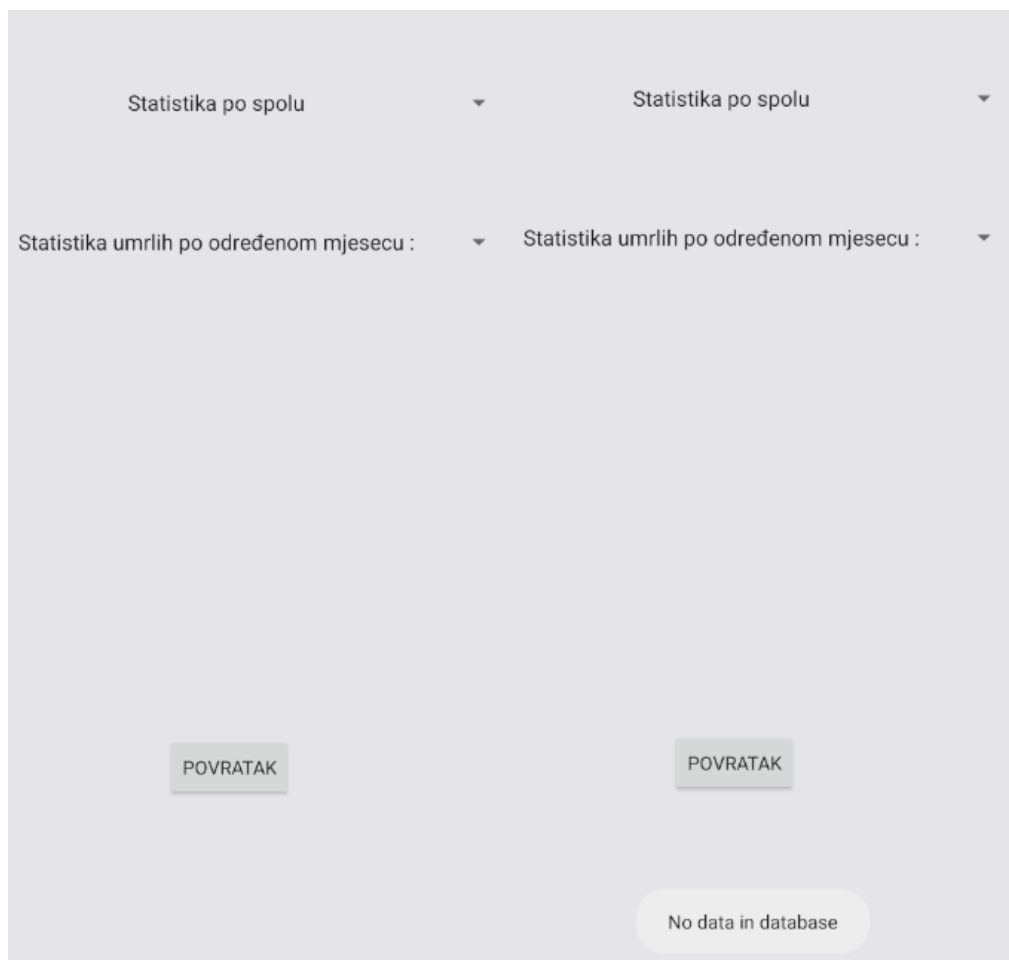 Statistika po spolu
Statistika umrlih po određenom mjesecu :
POVRATAK
Statistika po spolu
Statistika umrlih po određenom mjesecu :
POVRATAK
No data in database